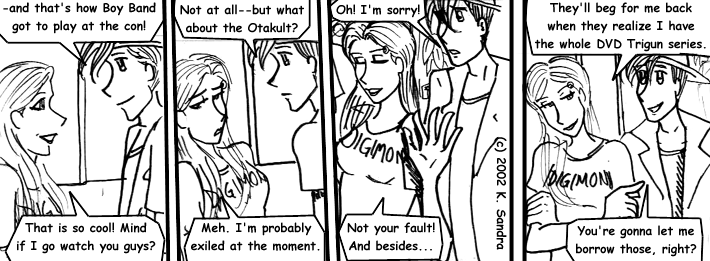 -and that's how Boy Band
got to play at the con!
That is so cool! Mind
if I go watch you guys?
Not at all--but what
about the Otakult?
DIGIMON
Meh. I'm probably
exiled at the moment.
Oh! I'm sorry!
DIGIMON
Not your fault!
And besides...
(c) 2002 K. Sandra
They'll beg for me back
when they realize I have
the whole DVD Trigun series.
DIGIMON
You're gonna let me
borrow those, right?